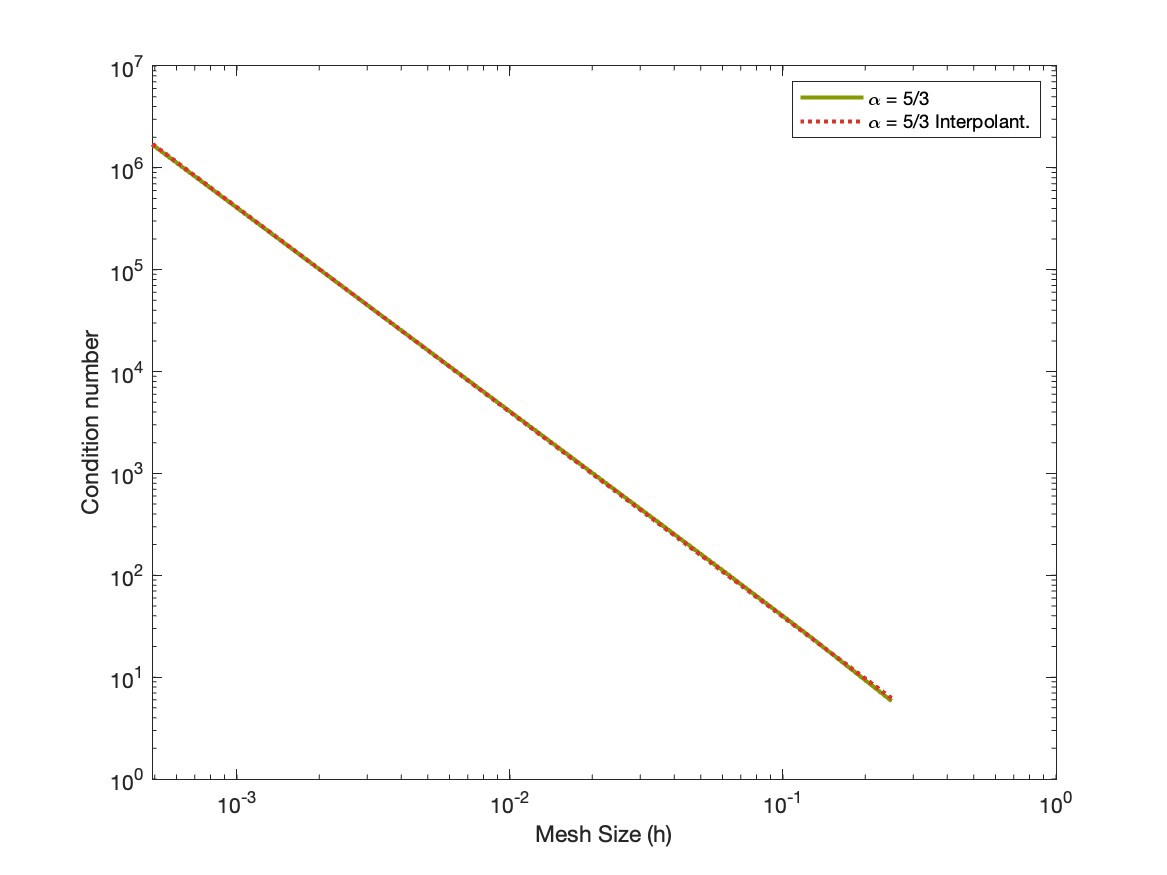 α = 5/3
α = 5/3 Interpolant.
10^7
10^6
10^5
10^4
10^3
10^2
10^1
10^0
Condition number
10^-3 10^-2 10^-1 10^0
Mesh Size (h)